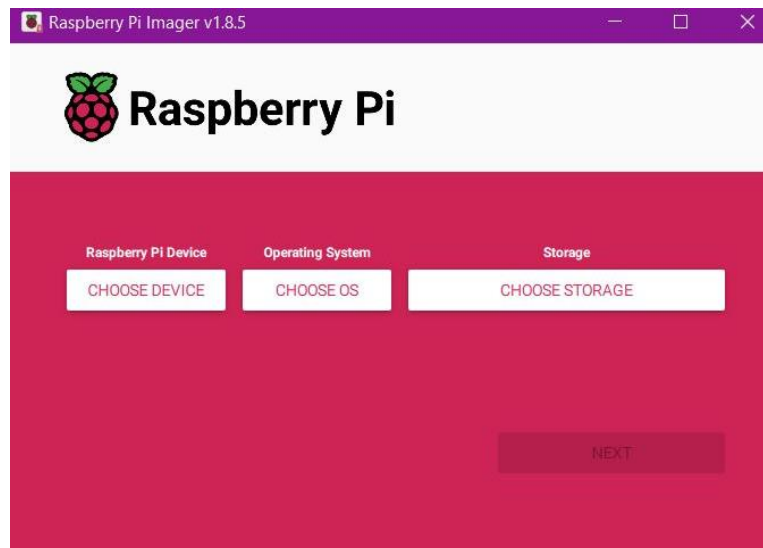 Raspberry Pi Imager v1.8.5
Raspberry Pi
Raspberry Pi Device
Operating System
Storage
CHOOSE DEVICE
CHOOSE OS
CHOOSE STORAGE
NEXT